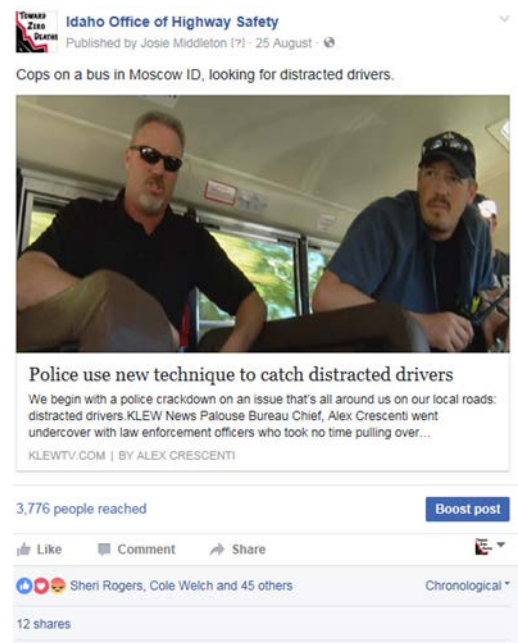 TOWARD
ZERO
DEATHS
Idaho Office of Highway Safety
Published by Josie Middleton [?] · 25 August ·
Cops on a bus in Moscow ID, looking for distracted drivers.
Police use new technique to catch distracted drivers
We begin with a police crackdown on an issue that's all around us on our local roads:
distracted drivers.KLEW News Palouse Bureau Chief, Alex Crescenti went
undercover with law enforcement officers who took no time pulling over…
KLEWTV.COM | BY ALEX CRESCENTI
3,776 people reached
Boost post
Like Comment Share
Sheri Rogers, Cole Welch and 45 others
Chronological
12 shares